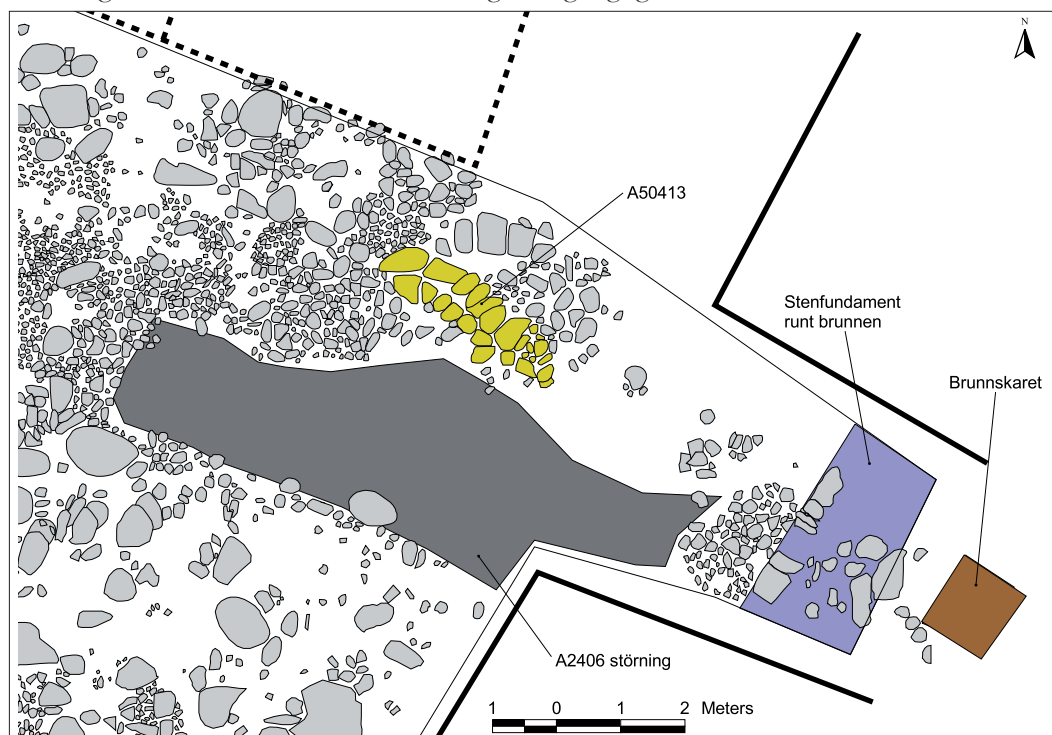 N
A50413
Stenfundament
runt brunnen
Brunnskaret
A2406 störning
1 0 1 2 Meters